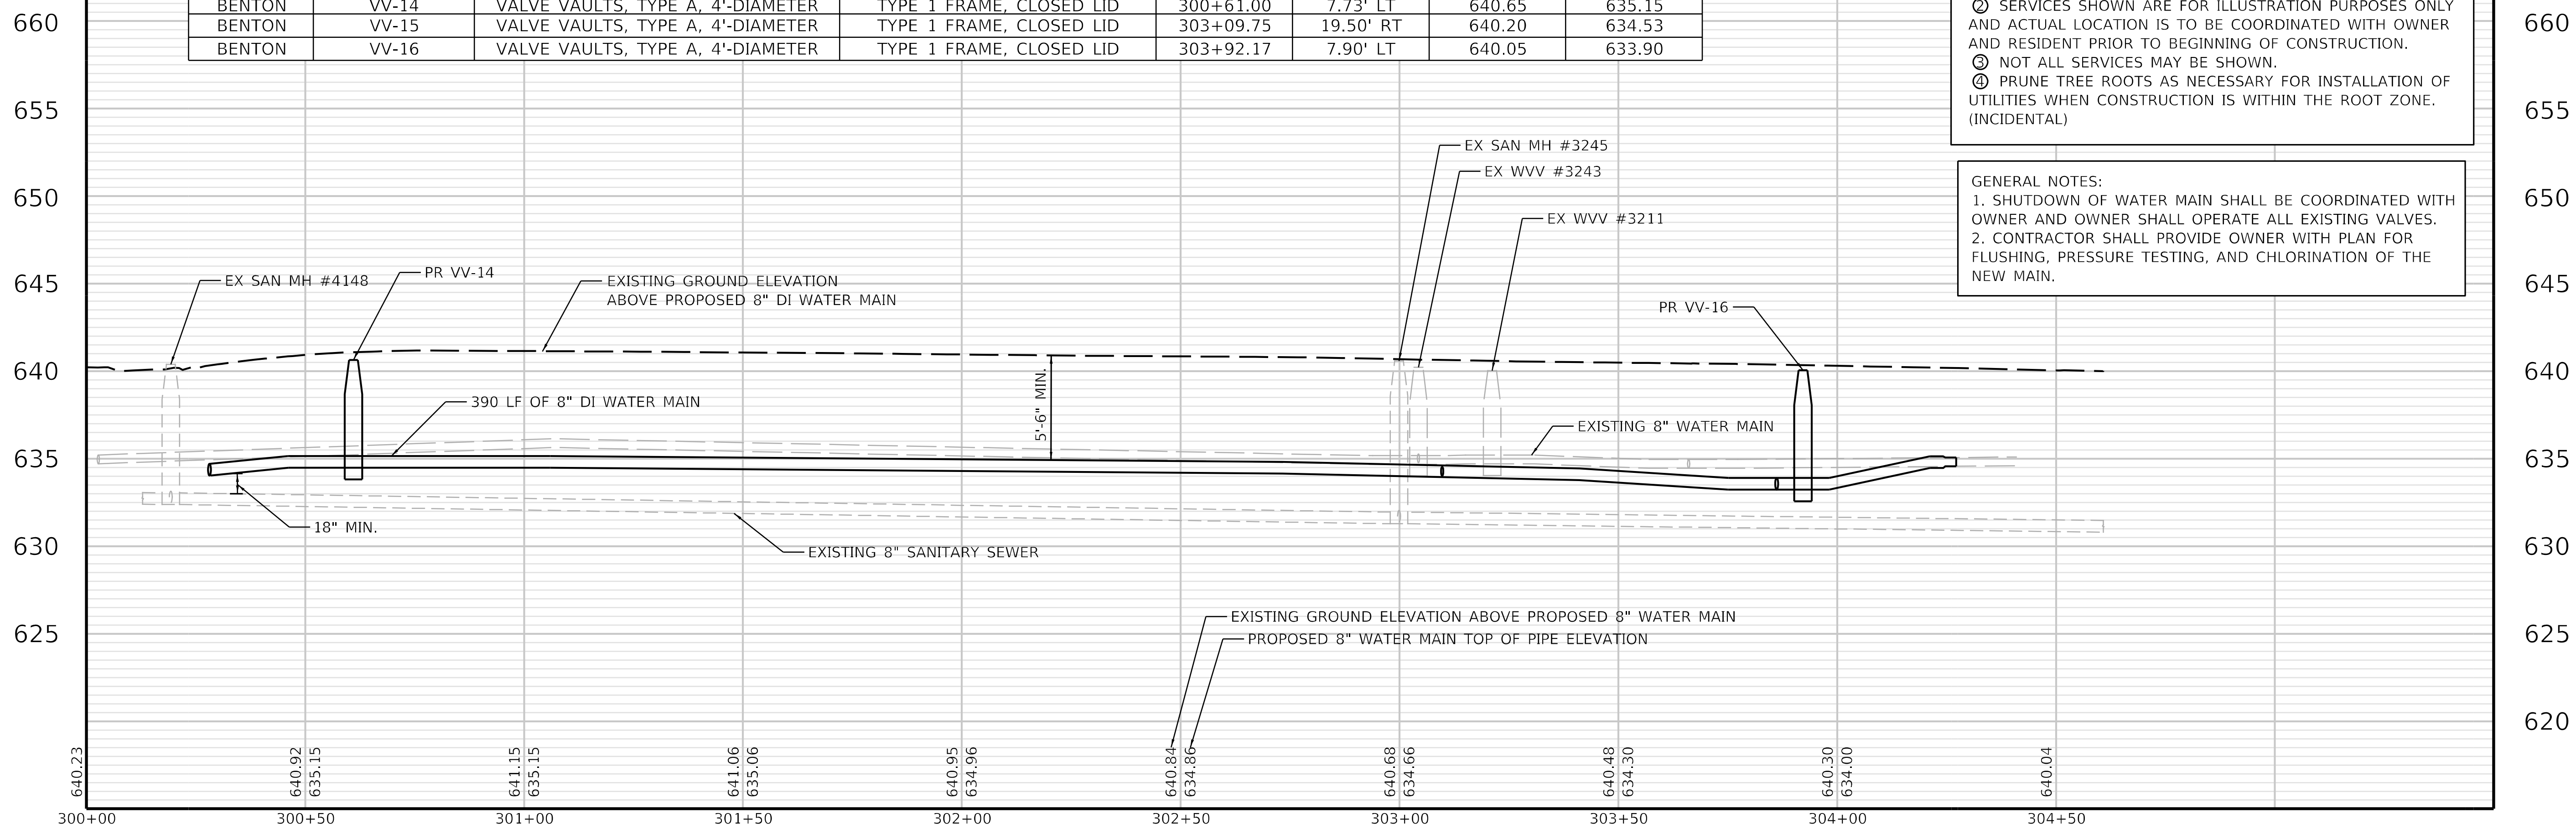 BENTON VV-14 VALVE VAULTS, TYPE A, 4'-DIAMETER TYPE 1 FRAME, CLOSED LID 300+61.00 7.73' LT 640.65 635.15
BENTON VV-15 VALVE VAULTS, TYPE A, 4'-DIAMETER TYPE 1 FRAME, CLOSED LID 303+09.75 19.50' RT 640.20 634.53
BENTON VV-16 VALVE VAULTS, TYPE A, 4'-DIAMETER TYPE 1 FRAME, CLOSED LID 303+92.17 7.90' LT 640.05 633.90
② SERVICES SHOWN ARE FOR ILLUSTRATION PURPOSES ONLY
AND ACTUAL LOCATION IS TO BE COORDINATED WITH OWNER
AND RESIDENT PRIOR TO BEGINNING OF CONSTRUCTION.
③ NOT ALL SERVICES MAY BE SHOWN.
④ PRUNE TREE ROOTS AS NECESSARY FOR INSTALLATION OF
UTILITIES WHEN CONSTRUCTION IS WITHIN THE ROOT ZONE.
(INCIDENTAL)
GENERAL NOTES:
1. SHUTDOWN OF WATER MAIN SHALL BE COORDINATED WITH
OWNER AND OWNER SHALL OPERATE ALL EXISTING VALVES.
2. CONTRACTOR SHALL PROVIDE OWNER WITH PLAN FOR
FLUSHING, PRESSURE TESTING, AND CHLORINATION OF THE
NEW MAIN.
660
655
650
645
640
635
630
625
620
660
655
650
645
640
635
630
625
620
EX SAN MH #3245
EX WVV #3243
EX WVV #3211
EX SAN MH #4148
PR VV-14
EXISTING GROUND ELEVATION
ABOVE PROPOSED 8" DI WATER MAIN
PR VV-16
390 LF OF 8" DI WATER MAIN
5'-6" MIN.
EXISTING 8" WATER MAIN
18" MIN.
EXISTING 8" SANITARY SEWER
EXISTING GROUND ELEVATION ABOVE PROPOSED 8" WATER MAIN
PROPOSED 8" WATER MAIN TOP OF PIPE ELEVATION
640.23
640.92
635.15
641.15
635.15
641.06
635.06
640.95
634.96
640.84
634.86
640.68
634.66
640.48
634.30
640.30
634.00
640.04
300+00
300+50
301+00
301+50
302+00
302+50
303+00
303+50
304+00
304+50